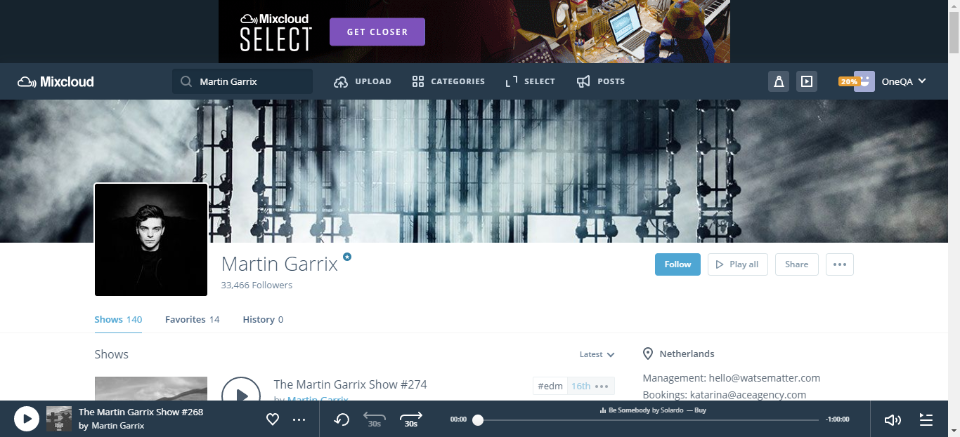 Mixcloud
SELECT
GET CLOSER
Mixcloud
Martin Garrix
UPLOAD
CATEGORIES
SELECT
POSTS
20%
OneQA
Martin Garrix
33,466 Followers
Follow
Play all
Share
Shows 140
Favorites 14
History 0
Shows
Latest
Netherlands
Management: hello@watsematter.com
Bookings: katarina@aceagency.com
The Martin Garrix Show #274
#edm
16th
by Martin Garrix
The Martin Garrix Show #268
by Martin Garrix
30s
30s
00:00
Be Somebody by Solardo — Buy
-1:00:00